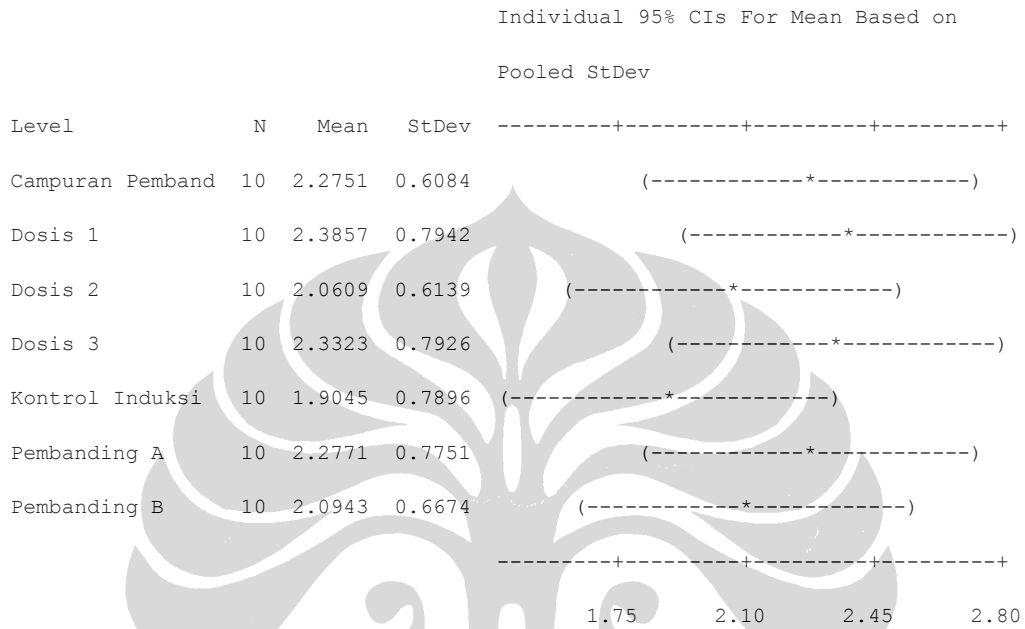 Individual 95% CIs For Mean Based on
Pooled StDev
Level                N    Mean   StDev  ---------+---------+---------+---------+
Campuran Pemband  10  2.2751  0.6084             (------------*------------)
Dosis 1           10  2.3857  0.7942                (------------*------------)
Dosis 2           10  2.0609  0.6139       (------------*------------)
Dosis 3           10  2.3323  0.7926               (------------*------------)
Kontrol Induksi   10  1.9045  0.7896  (------------*------------)
Pembanding A      10  2.2771  0.7751             (------------*------------)
Pembanding B      10  2.0943  0.6674        (------------*------------)
---------+---------+---------+---------+
1.75      2.10      2.45      2.80